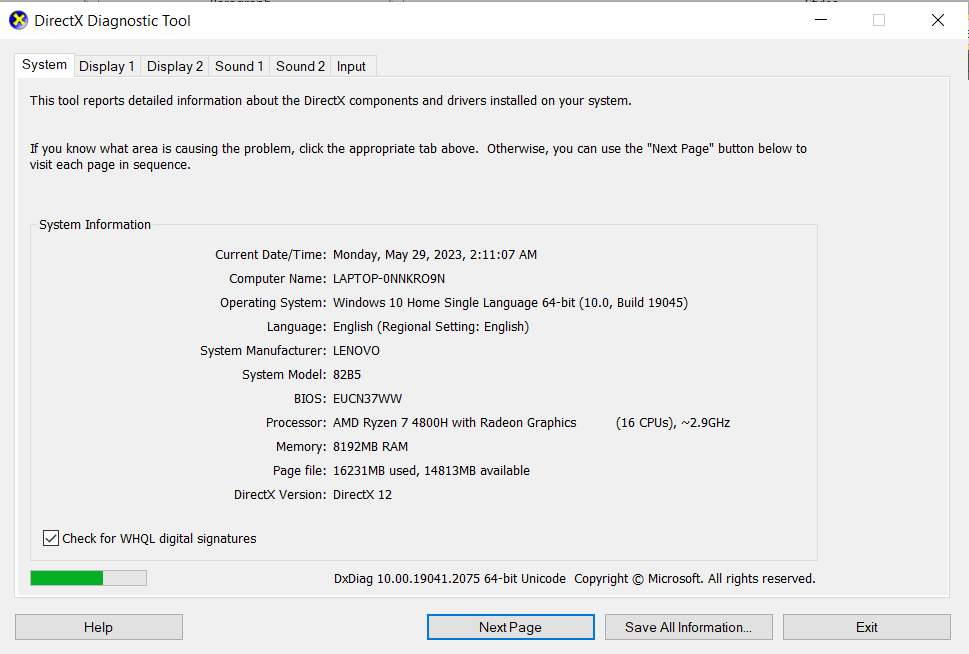 DirectX Diagnostic Tool
System Display 1 Display 2 Sound 1 Sound 2 Input
This tool reports detailed information about the DirectX components and drivers installed on your system.
If you know what area is causing the problem, click the appropriate tab above.  Otherwise, you can use the "Next Page" button below to
visit each page in sequence.
System Information
Current Date/Time: Monday, May 29, 2023, 2:11:07 AM
Computer Name: LAPTOP-0NNKRO9N
Operating System: Windows 10 Home Single Language 64-bit (10.0, Build 19045)
Language: English (Regional Setting: English)
System Manufacturer: LENOVO
System Model: 82B5
BIOS: EUCN37WW
Processor: AMD Ryzen 7 4800H with Radeon Graphics (16 CPUs), ~2.9GHz
Memory: 8192MB RAM
Page file: 16231MB used, 14813MB available
DirectX Version: DirectX 12
Check for WHQL digital signatures
DxDiag 10.00.19041.2075 64-bit Unicode  Copyright © Microsoft. All rights reserved.
Help Next Page Save All Information... Exit